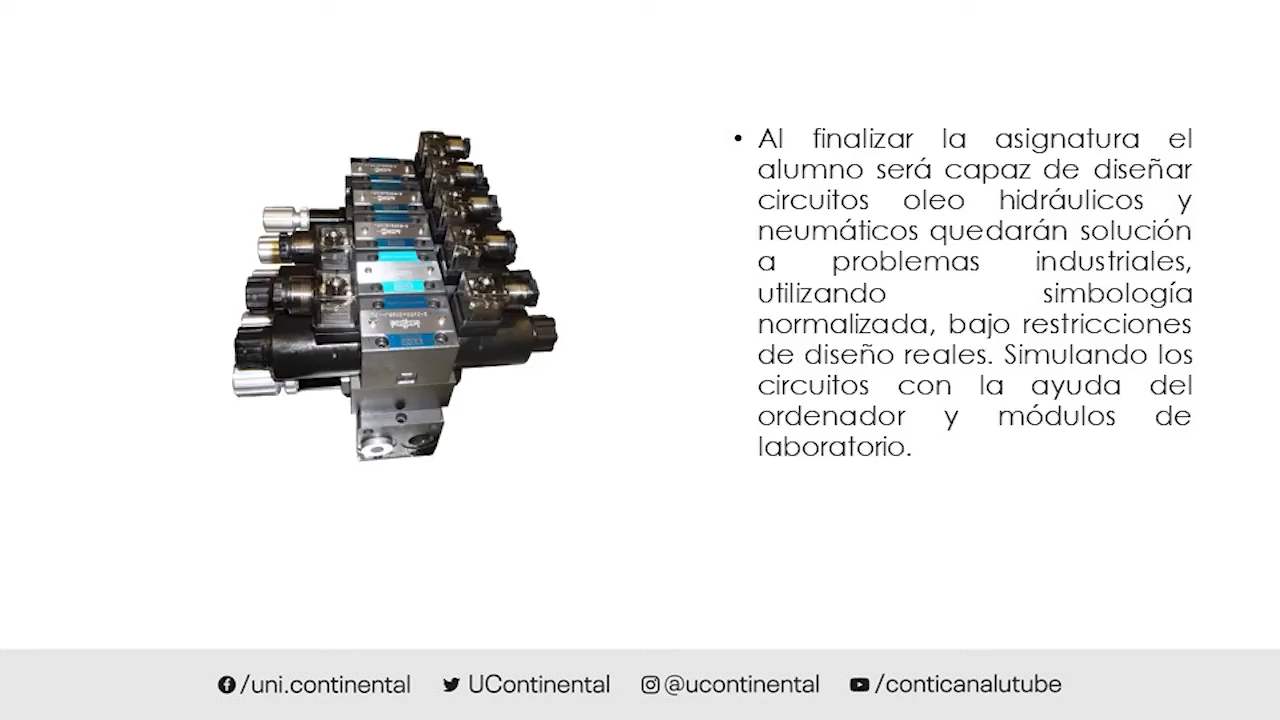 • Al finalizar la asignatura el
alumno será capaz de diseñar
circuitos oleo hidráulicos y
neumáticos quedarán solución
a problemas industriales,
utilizando simbología
normalizada, bajo restricciones
de diseño reales. Simulando los
circuitos con la ayuda del
ordenador y módulos de
laboratorio.
/uni.continental UContinental @ucontinental /conticanalutube